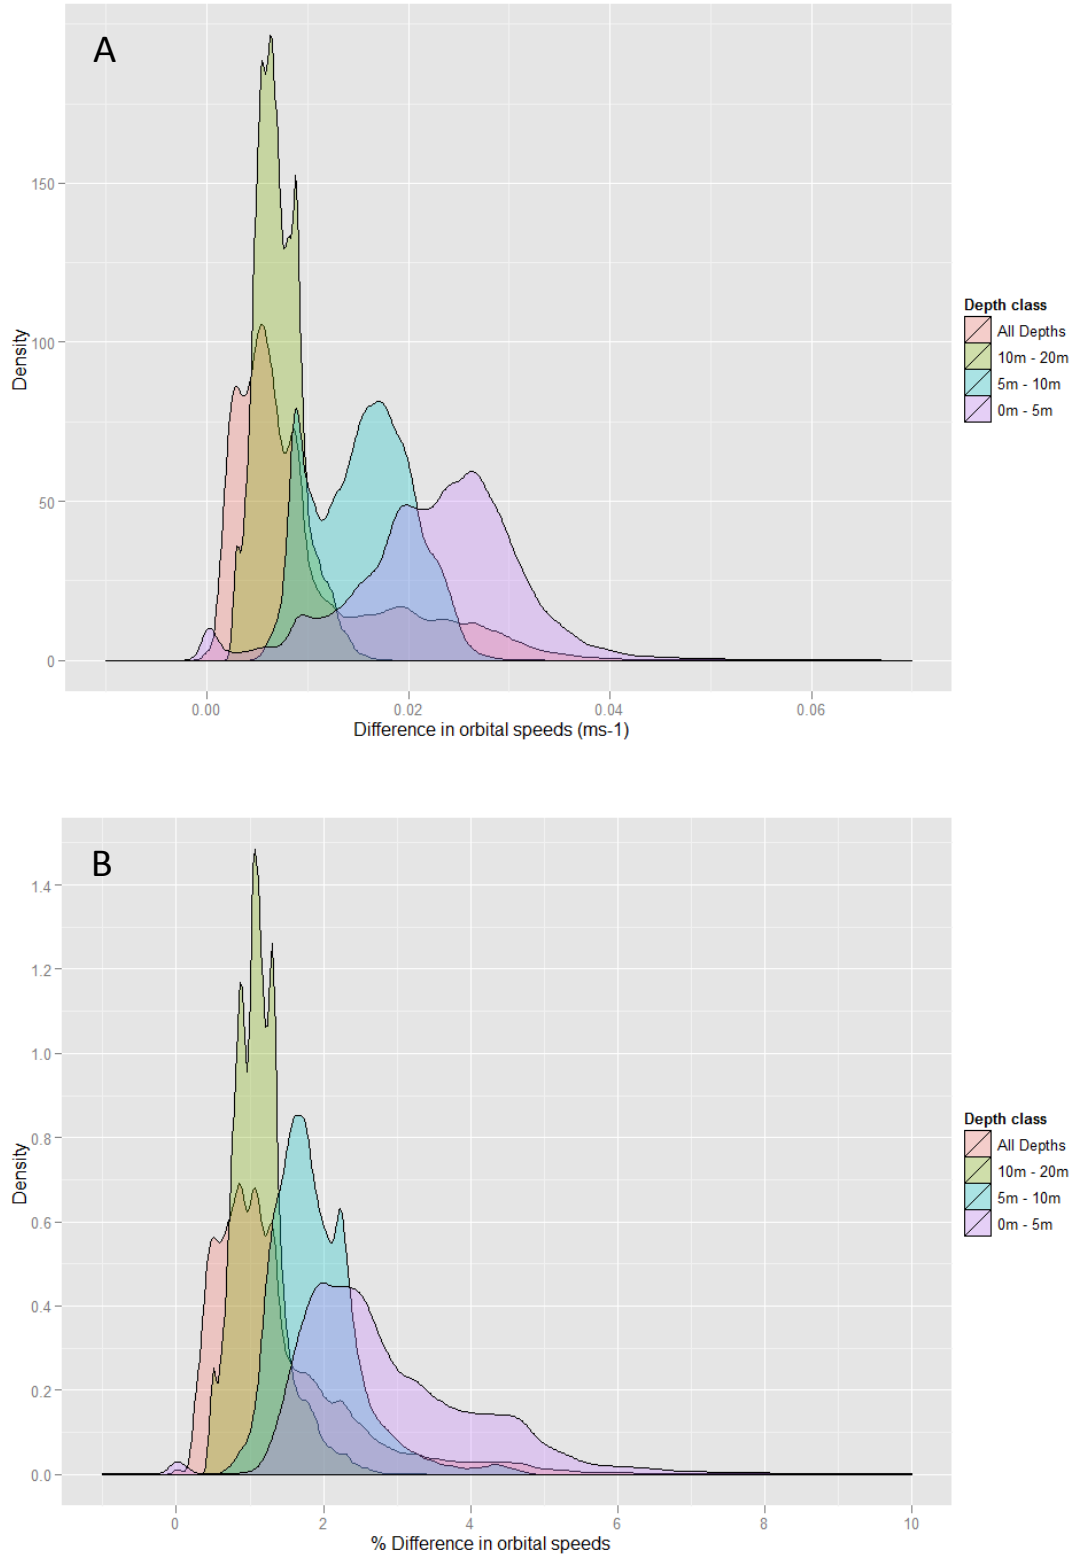 A
150
100
50
0
Density
0.00 0.02 0.04 0.06
Difference in orbital speeds (ms-1)
Depth class
All Depths
10m - 20m
5m - 10m
0m - 5m
B
1.4
1.2
1.0
0.8
0.6
0.4
0.2
0.0
Density
0 2 4 6 8 10
% Difference in orbital speeds
Depth class
All Depths
10m - 20m
5m - 10m
0m - 5m